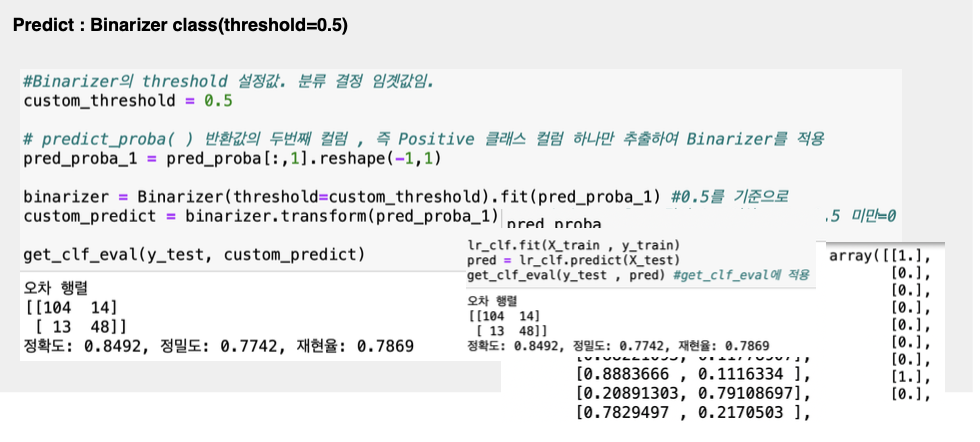 Predict : Binarizer class(threshold=0.5)
#Binarizer의 threshold 설정값. 분류 결정 임곗값임.
custom_threshold = 0.5
# predict_proba( ) 반환값의 두번째 컬럼 , 즉 Positive 클래스 컬럼 하나만 추출하여 Binarizer를 적용
pred_proba_1 = pred_proba[:,1].reshape(-1,1)
binarizer = Binarizer(threshold=custom_threshold).fit(pred_proba_1) #0.5를 기준으로
custom_predict = binarizer.transform(pred_proba_1)
.5 미만=0
get_clf_eval(y_test, custom_predict)
오차 행렬
[[104  14]
[ 13  48]]
정확도: 0.8492, 정밀도: 0.7742, 재현율: 0.7869
pred_proba
lr_clf.fit(X_train , y_train)
pred = lr_clf.predict(X_test)
get_clf_eval(y_test , pred) #get_clf_eval에 적용
오차 행렬
[[104  14]
[ 13  48]]
정확도: 0.8492, 정밀도: 0.7742, 재현율: 0.7869
[0.8883666 , 0.1116334 ],
[0.20891303, 0.79108697],
[0.7829497 , 0.2170503 ],
array([[1.],
[0.],
[0.],
[0.],
[0.],
[0.],
[0.],
[1.],
[0.],